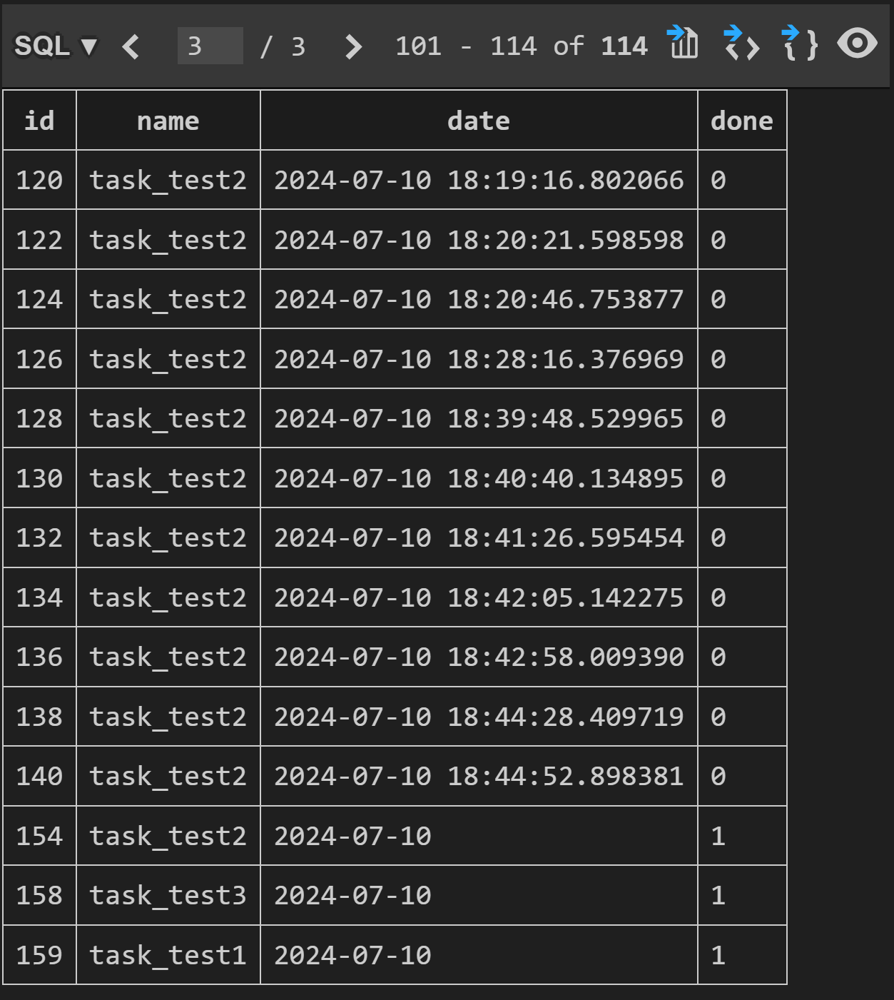 SQL ▼ < 3 / 3 > 101 - 114 of 114
id name date done
120 task_test2 2024-07-10 18:19:16.802066 0
122 task_test2 2024-07-10 18:20:21.598598 0
124 task_test2 2024-07-10 18:20:46.753877 0
126 task_test2 2024-07-10 18:28:16.376969 0
128 task_test2 2024-07-10 18:39:48.529965 0
130 task_test2 2024-07-10 18:40:40.134895 0
132 task_test2 2024-07-10 18:41:26.595454 0
134 task_test2 2024-07-10 18:42:05.142275 0
136 task_test2 2024-07-10 18:42:58.009390 0
138 task_test2 2024-07-10 18:44:28.409719 0
140 task_test2 2024-07-10 18:44:52.898381 0
154 task_test2 2024-07-10 1
158 task_test3 2024-07-10 1
159 task_test1 2024-07-10 1